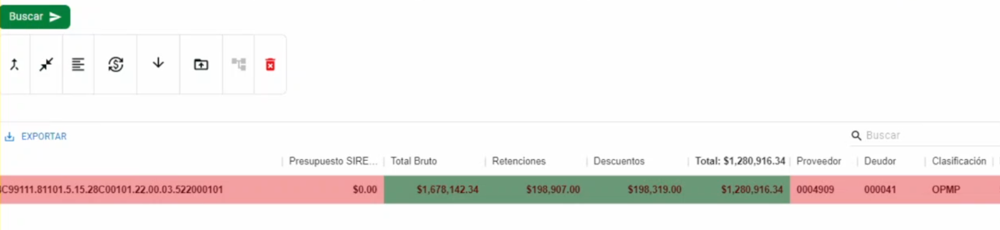 Buscar
EXPORTAR
Buscar
Presupuesto SIRE... Total Bruto Retenciones Descuentos Total: $1,280,916.34 Proveedor Deudor Clasificación
C99111.81101.5.15.28C00101.22.00.03.522000101 $0.00 $1,678,142.34 $198,907.00 $198,319.00 $1,280,916.34 0004909 000041 OPMP